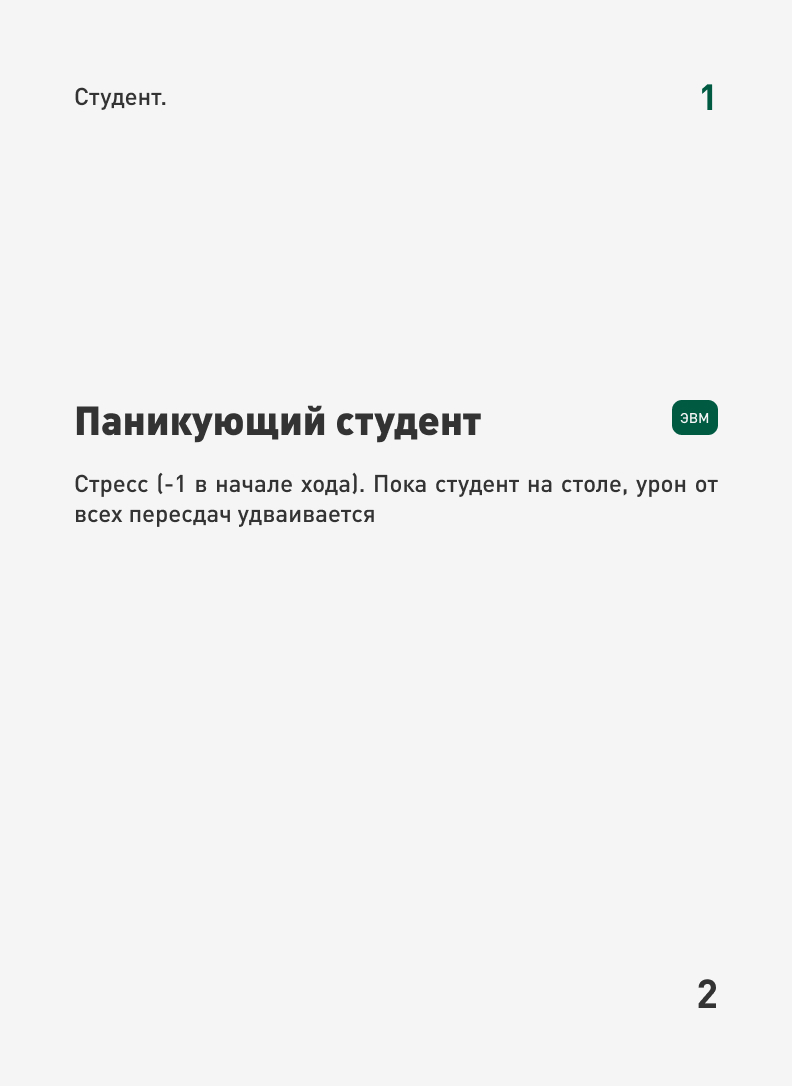 Студент.
1
Паникующий студент
ЭВМ
Стресс (-1 в начале хода). Пока студент на столе, урон от
всех пересдач удваивается
2